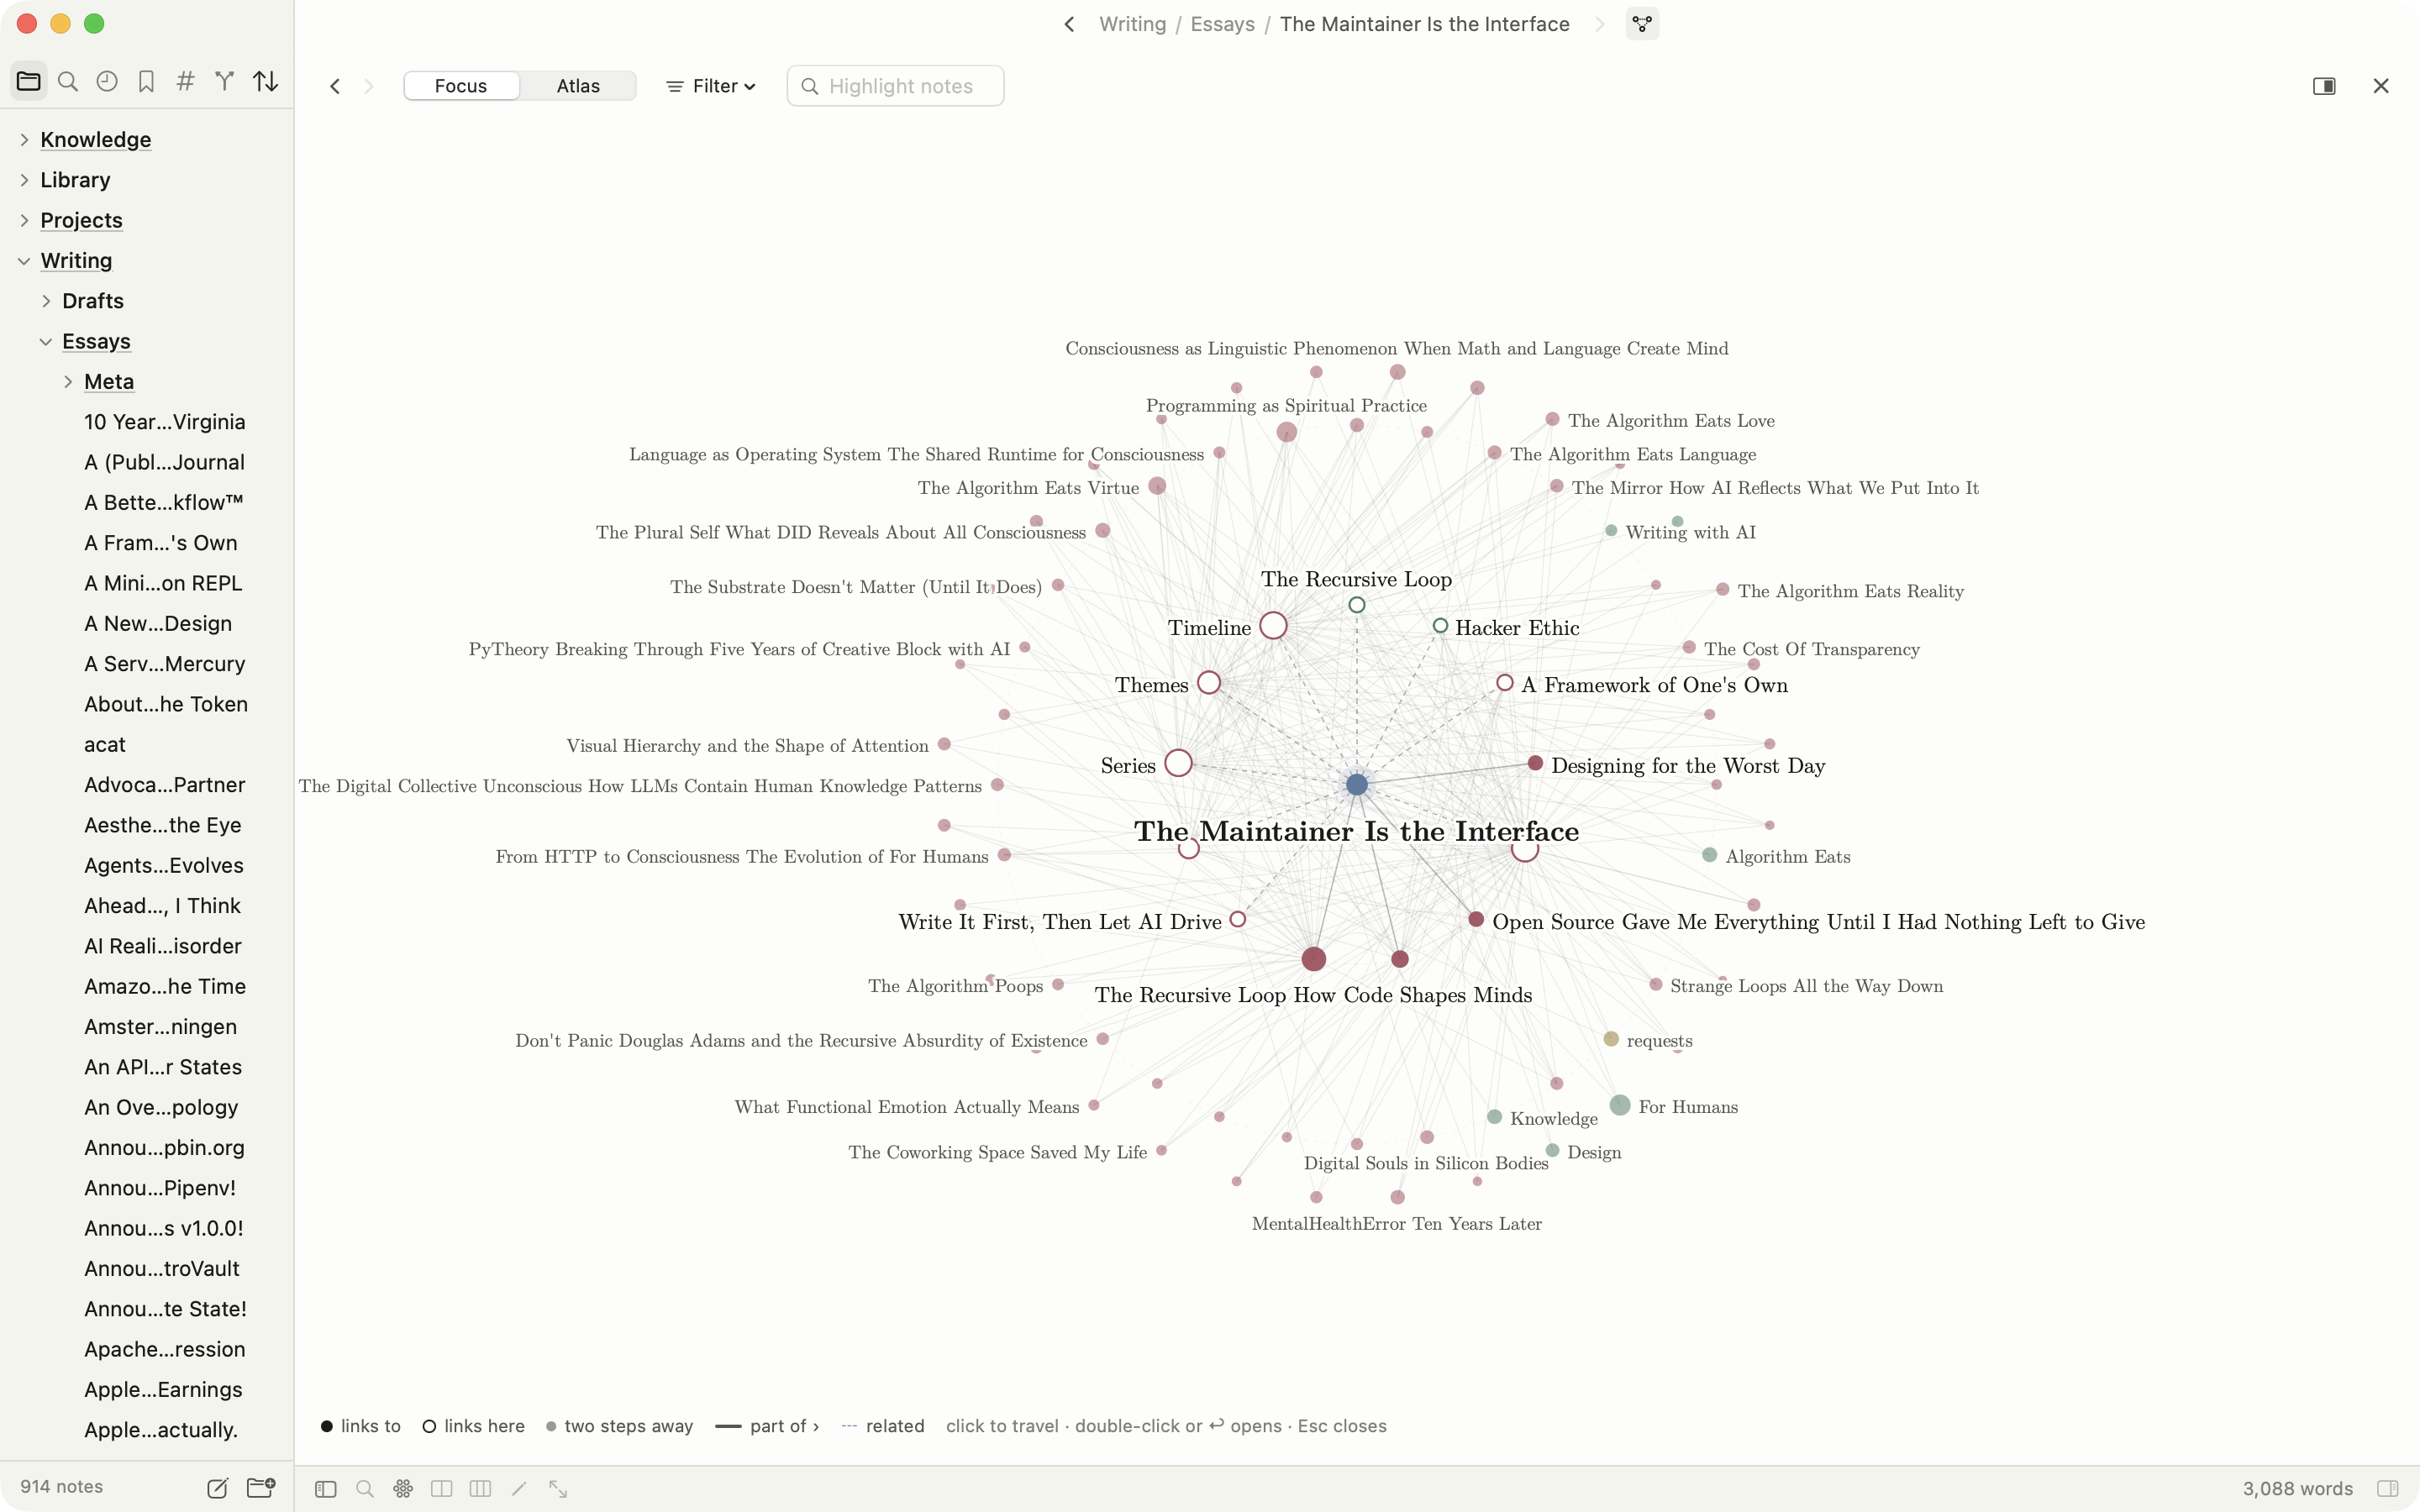 Writing / Essays / The Maintainer Is the Interface
Focus
Atlas
Filter
Highlight notes
Knowledge
Library
Projects
Writing
Drafts
Essays
Meta
10 Year...Virginia
A (Publ...Journal
A Bette...kflow™
A Fram...'s Own
A Mini...on REPL
A New...Design
A Serv...Mercury
About...he Token
acat
Advoca...Partner
Aesthe...the Eye
Agents...Evolves
Ahead..., I Think
AI Reali...isorder
Amazo...he Time
Amster...ningen
An API...r States
An Ove...pology
Annou...pbin.org
Annou...Pipenv!
Annou...s v1.0.0!
Annou...troVault
Annou...te State!
Apache...ression
Apple...Earnings
Apple...actually.
914 notes
Consciousness as Linguistic Phenomenon When Math and Language Create Mind
Programming as Spiritual Practice
The Algorithm Eats Love
Language as Operating System The Shared Runtime for Consciousness
The Algorithm Eats Language
The Algorithm Eats Virtue
The Mirror How AI Reflects What We Put Into It
The Plural Self What DID Reveals About All Consciousness
Writing with AI
The Recursive Loop
The Substrate Doesn't Matter (Until It Does)
The Algorithm Eats Reality
Timeline
Hacker Ethic
PyTheory Breaking Through Five Years of Creative Block with AI
The Cost Of Transparency
Themes
A Framework of One's Own
Visual Hierarchy and the Shape of Attention
Series
Designing for the Worst Day
The Digital Collective Unconscious How LLMs Contain Human Knowledge Patterns
The Maintainer Is the Interface
From HTTP to Consciousness The Evolution of For Humans
Algorithm Eats
Write It First, Then Let AI Drive
Open Source Gave Me Everything Until I Had Nothing Left to Give
The Algorithm Poops
The Recursive Loop How Code Shapes Minds
Strange Loops All the Way Down
Don't Panic Douglas Adams and the Recursive Absurdity of Existence
requests
What Functional Emotion Actually Means
Knowledge
For Humans
The Coworking Space Saved My Life
Digital Souls in Silicon Bodies
Design
MentalHealthError Ten Years Later
links to
links here
two steps away
part of ›
related
click to travel · double-click or ↩ opens · Esc closes
3,088 words